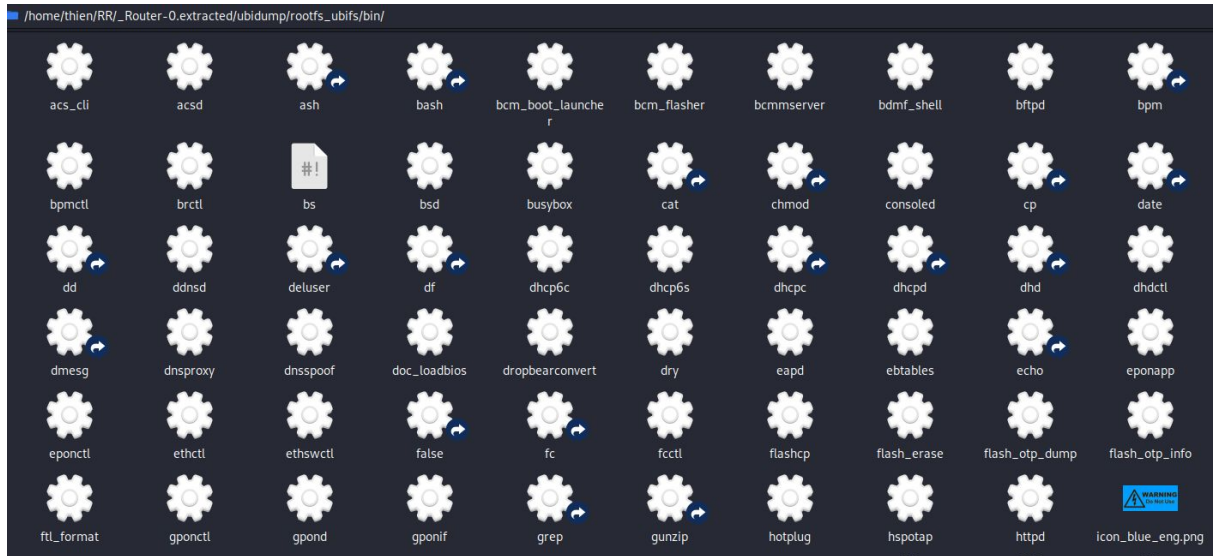 /home/thien/RR/_Router-0.extracted/ubidump/rootfs_ubifs/bin/
acs_cli acsd ash bash bcm_boot_launche bcm_flasher bcmmserver bdmf_shell bftpd bpm
r
bpmctl brctl #! bs bsd busybox cat chmod consoled cp date
dd ddnsd deluser df dhcp6c dhcp6s dhcpc dhcpd dhd dhdctl
dmesg dnsproxy dnsspoof doc_loadbios dropbearconvert dry eapd ebtables echo eponapp
eponctl ethctl ethswctl false fc fcctl flashcp flash_erase flash_otp_dump flash_otp_info
WARNING
Do Not Use
ftl_format gponctl gpond gponif grep gunzip hotplug hspotap httpd icon_blue_eng.png